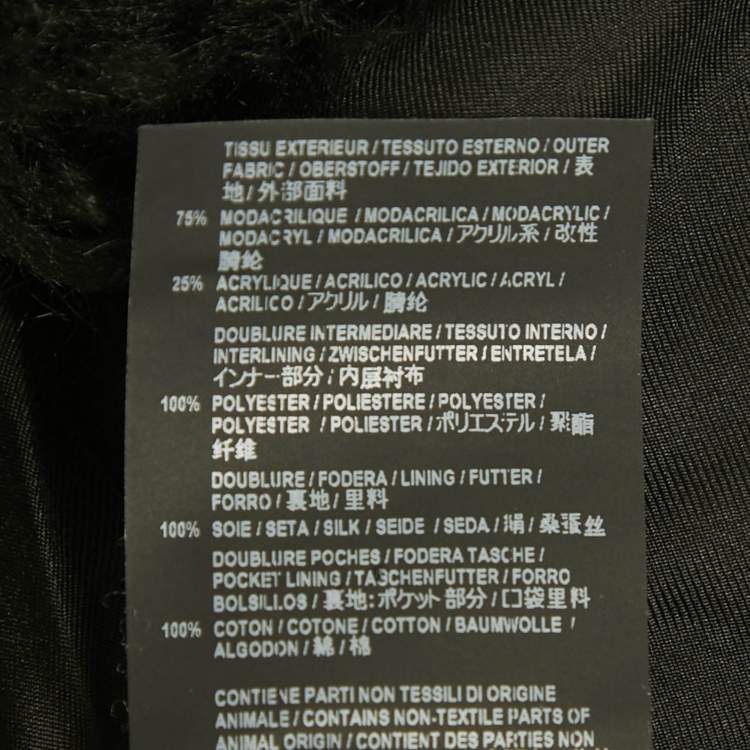 TISSU EXTERIEUR / TESSUTO ESTERNO / OUTER
FABRIC / OBERSTOFF / TEJIDO EXTERIOR / 表
地 / 外部面料
75% MODACRILIQUE / MODACRILICA / MODACRYLIC /
MODACRYL / MODACRILICA / アクリル系 / 改性
腈纶
25% ACRYLIQUE / ACRILICO / ACRYLIC / ACRYL /
ACRILICO / アクリル / 腈纶
DOUBLURE INTERMEDIARE / TESSUTO INTERNO /
INTERLINING / ZWISCHENFUTTER / ENTRETELA /
インナー部分 / 内层衬布
100% POLYESTER / POLIESTERE / POLYESTER /
POLYESTER / POLIESTER / ポリエステル / 聚酯
纤维
DOUBLURE / FODERA / LINING / FUTTER /
FORRO / 裏地 / 里料
100% SOIE / SETA / SILK / SEIDE / SEDA / 絹 / 桑蚕丝
DOUBLURE POCHES / FODERA TASCHE /
POCKET LINING / TASCHENFUTTER / FORRO
BOLSILLOS / 裏地:ポケット部分 / 口袋里料
100% COTON / COTONE / COTTON / BAUMWOLLE /
ALGODON / 綿 / 棉
CONTIENE PARTI NON TESSILI DI ORIGINE
ANIMALE / CONTAINS NON-TEXTILE PARTS OF
ANIMAL ORIGIN / CONTIENT DES PARTIES NON